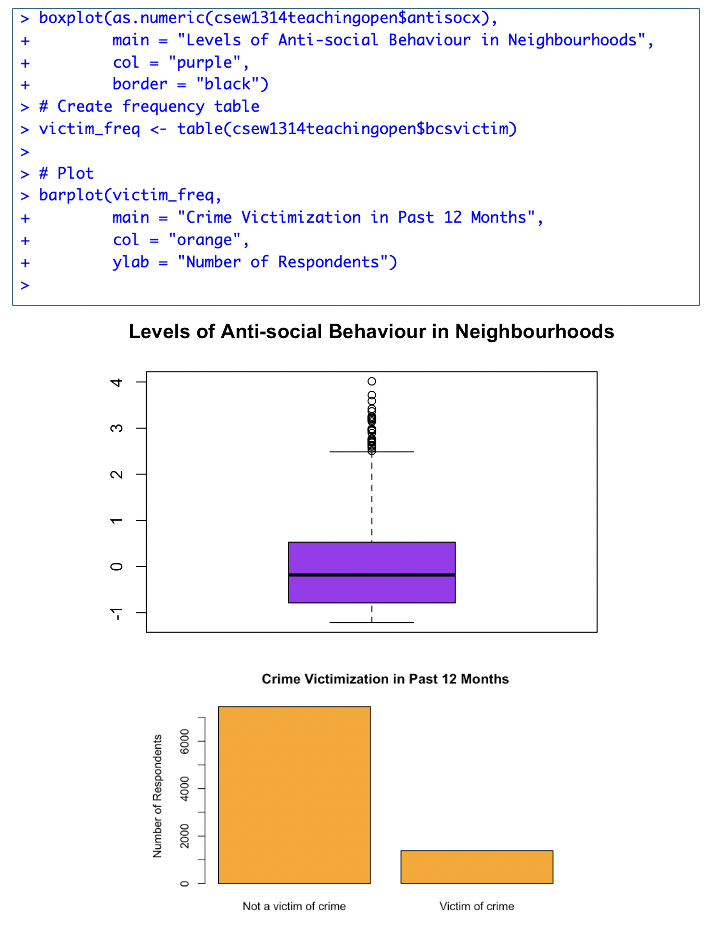 > boxplot(as.numeric(csew1314teachingopen$antisocx),
+         main = "Levels of Anti-social Behaviour in Neighbourhoods",
+         col = "purple",
+         border = "black")
> # Create frequency table
> victim_freq <- table(csew1314teachingopen$bcsvictim)
>
> # Plot
> barplot(victim_freq,
+         main = "Crime Victimization in Past 12 Months",
+         col = "orange",
+         ylab = "Number of Respondents")
>
Levels of Anti-social Behaviour in Neighbourhoods
4
3
2
1
0
-1
Crime Victimization in Past 12 Months
Number of Respondents
6000
4000
2000
0
Not a victim of crime
Victim of crime